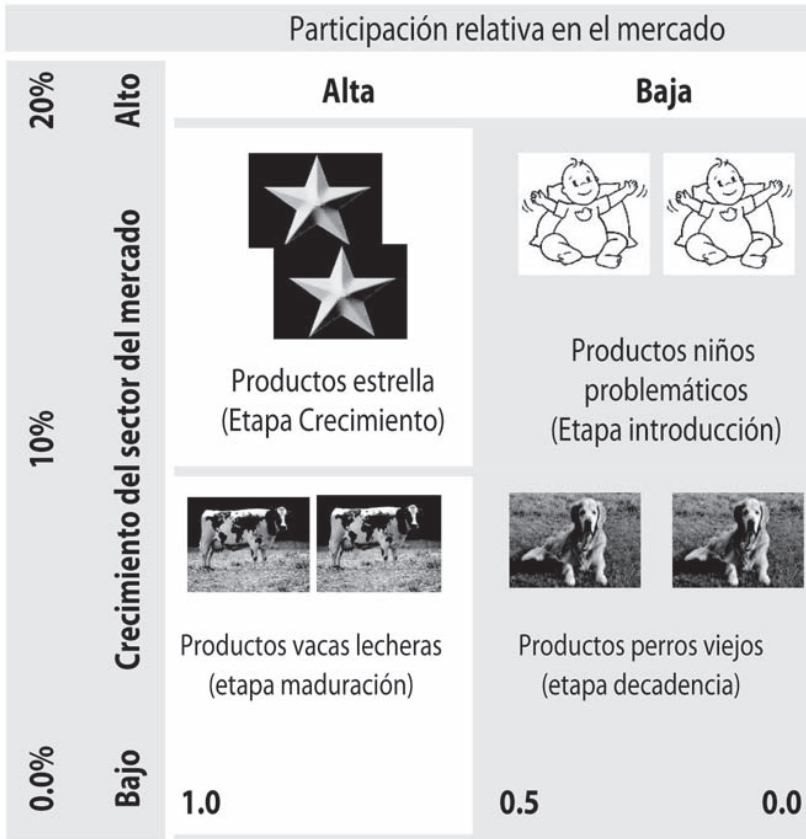 Participación relativa en el mercado
Alta
Baja
20%
Alto
Productos estrella
(Etapa Crecimiento)
Productos niños
problemáticos
(Etapa introducción)
10%
Crecimiento del sector del mercado
Productos vacas lecheras
(etapa maduración)
Productos perros viejos
(etapa decadencia)
0.0%
Bajo
1.0
0.5
0.0